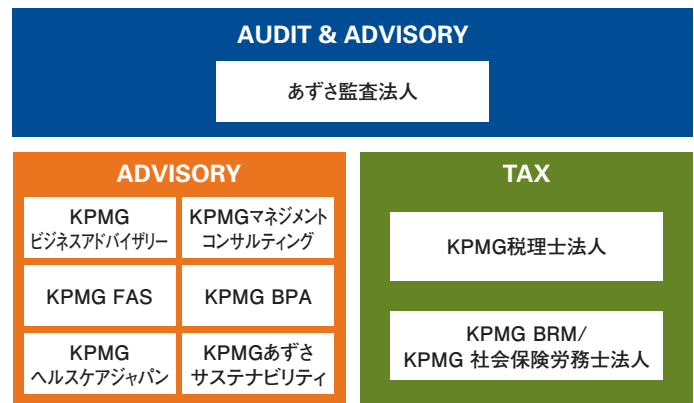 AUDIT & ADVISORY
あずさ監査法人
ADVISORY
KPMG
ビジネスアドバイザリー
KPMGマネジメント
コンサルティング
KPMG FAS
KPMG BPA
KPMG
ヘルスケアジャパン
KPMGあずさ
サステナビリティ
TAX
KPMG税理士法人
KPMG BRM/
KPMG 社会保険労務士法人